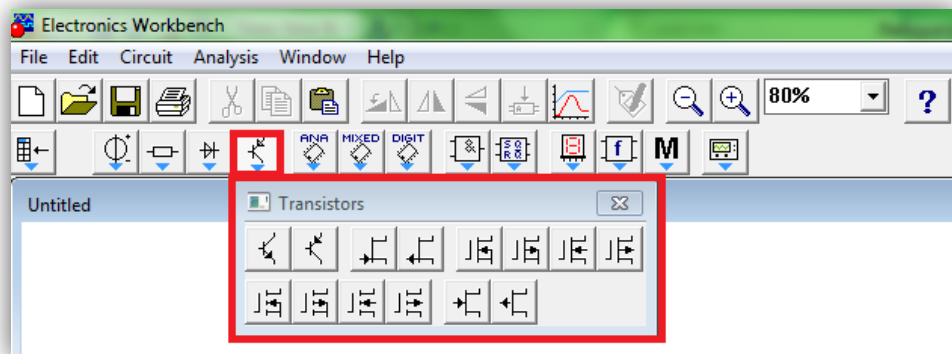 Electronics Workbench
File Edit Circuit Analysis Window Help
80% ?
ANA MIXED DIGIT & f M
Untitled
Transistors